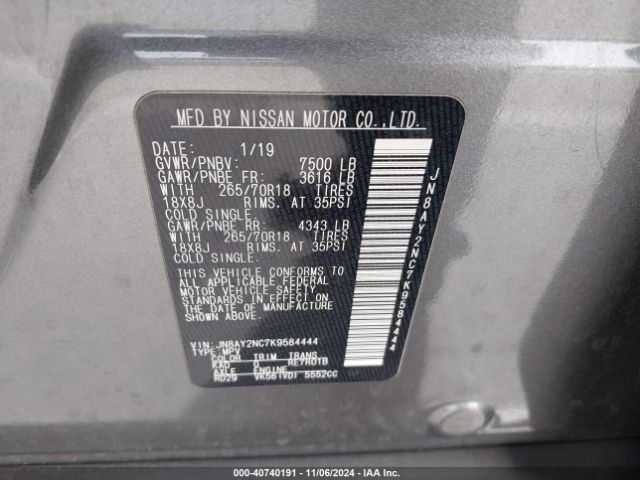 MFD BY NISSAN MOTOR CO.,LTD.
DATE: 1/19
GVWR/PNBV: 7500 LB
GAWR/PNBE FR: 3616 LB
WITH 265/70R18 TIRES
18X8J RIMS. AT 35PSI
COLD SINGLE.
GAWR/PNBE RR: 4343 LB
WITH 265/70R18 TIRES
18X8J RIMS. AT 35PSI
COLD SINGLE.
THIS VEHICLE CONFORMS TO
ALL APPLICABLE FEDERAL
MOTOR VEHICLE SAFETY
STANDARDS IN EFFECT ON
THE DATE OF MANUFACTURE
SHOWN ABOVE.
VIN: JN8AY2NC7K9584444
TYPE: MPV
COLOR TRIM TRANS
KAD G RE7R01B
AXLE ENGINE
RD29 VK56(VD) 5552CC
JN8AY2NC7K9584444
000-40740191 - 11/06/2024 - IAA Inc.